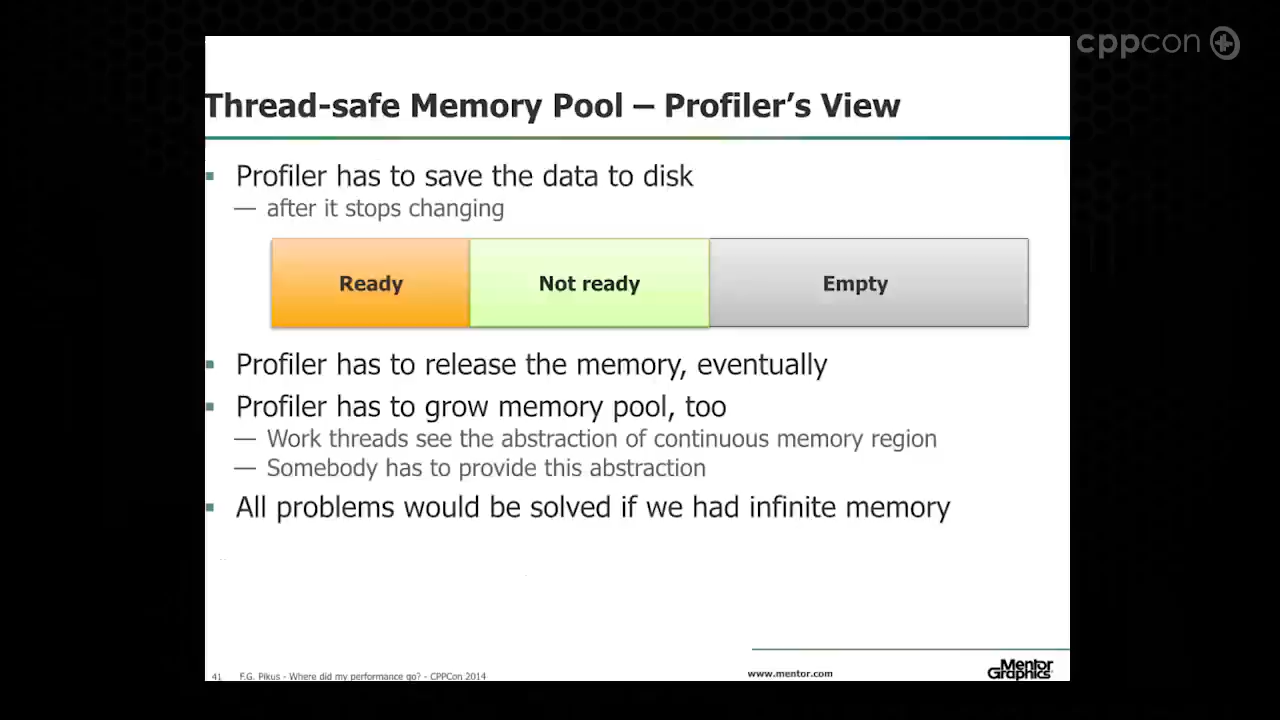 cppcon
Thread-safe Memory Pool – Profiler's View
Profiler has to save the data to disk
— after it stops changing
Ready
Not ready
Empty
Profiler has to release the memory, eventually
Profiler has to grow memory pool, too
— Work threads see the abstraction of continuous memory region
— Somebody has to provide this abstraction
All problems would be solved if we had infinite memory
41 F.G. Pikus - Where did my performance go? - CPPCon 2014
www.mentor.com
Mentor
Graphics